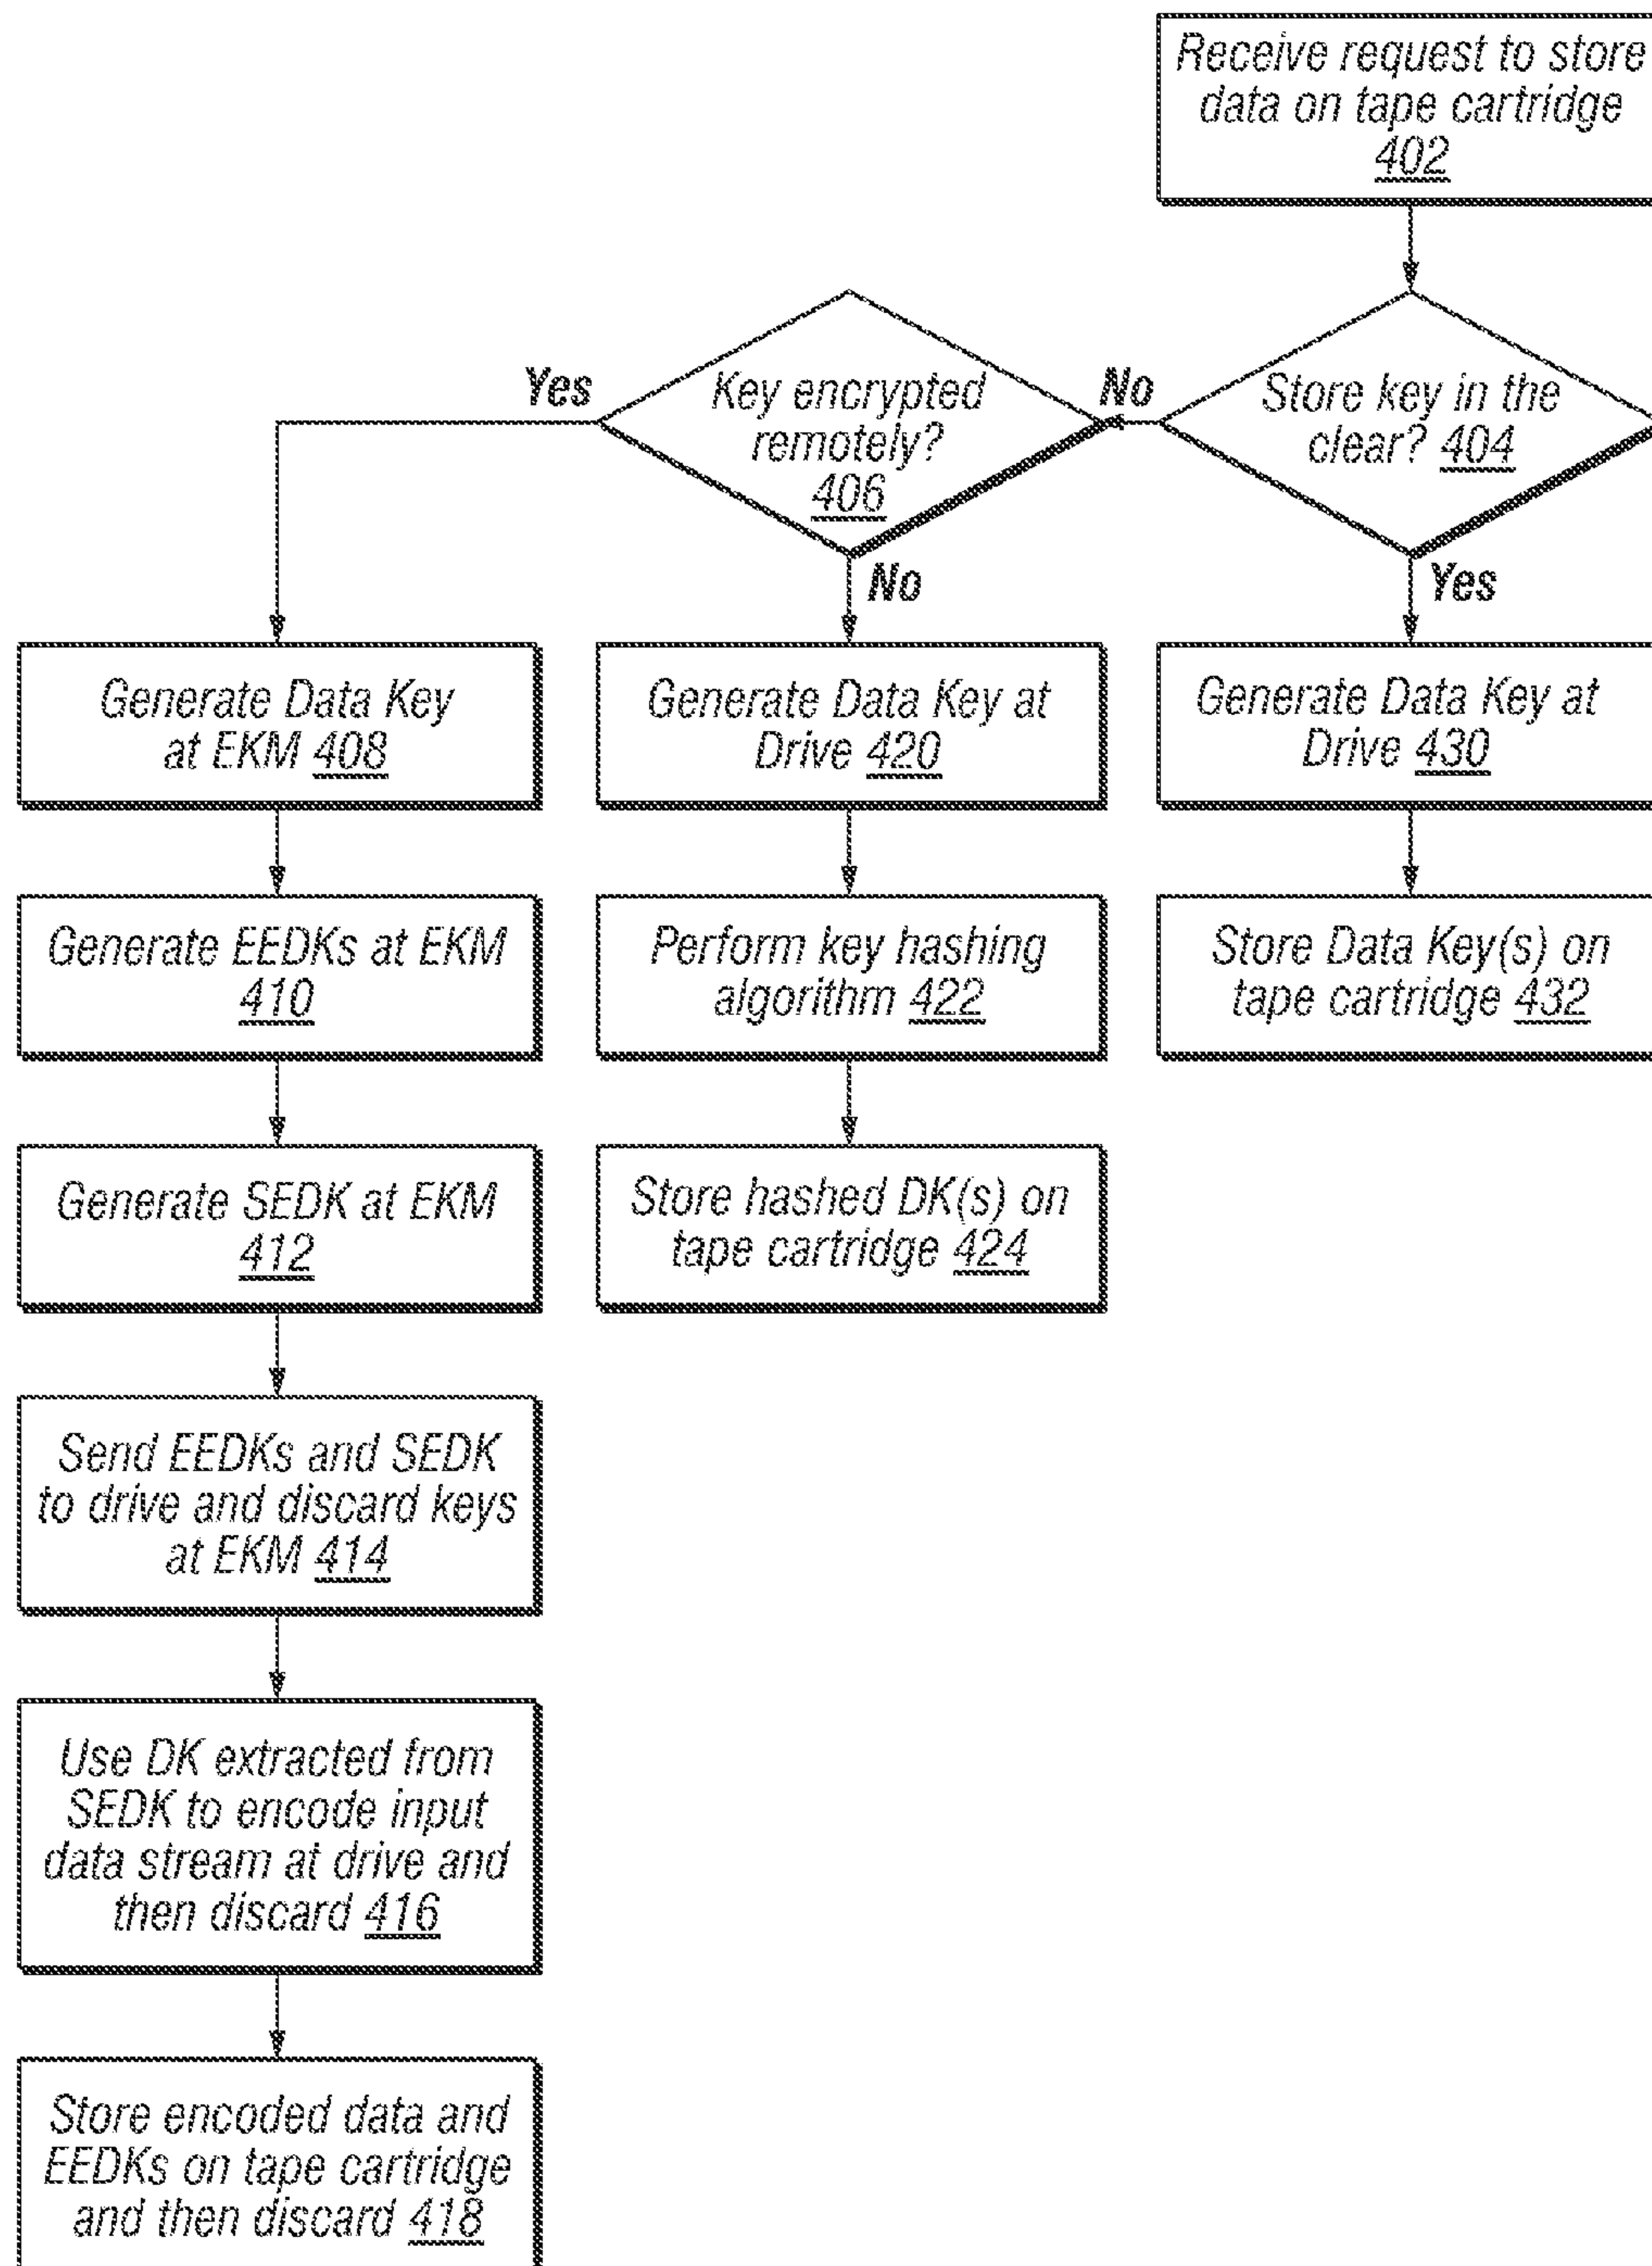 Receive request to store
data on tape cartridge
402
Yes
Key encrypted
remotely?
406
No
Store key in the
clear? 404
No
Yes
Generate Data Key
at EKM 408
Generate Data Key at
Drive 420
Generate Data Key at
Drive 430
Generate EEDKs at EKM
410
Perform key hashing
algorithm 422
Store Data Key(s) on
tape cartridge 432
Generate SEDK at EKM
412
Store hashed DK(s) on
tape cartridge 424
Send EEDKs and SEDK
to drive and discard keys
at EKM 414
Use DK extracted from
SEDK to encode input
data stream at drive and
then discard 416
Store encoded data and
EEDKs on tape cartridge
and then discard 418